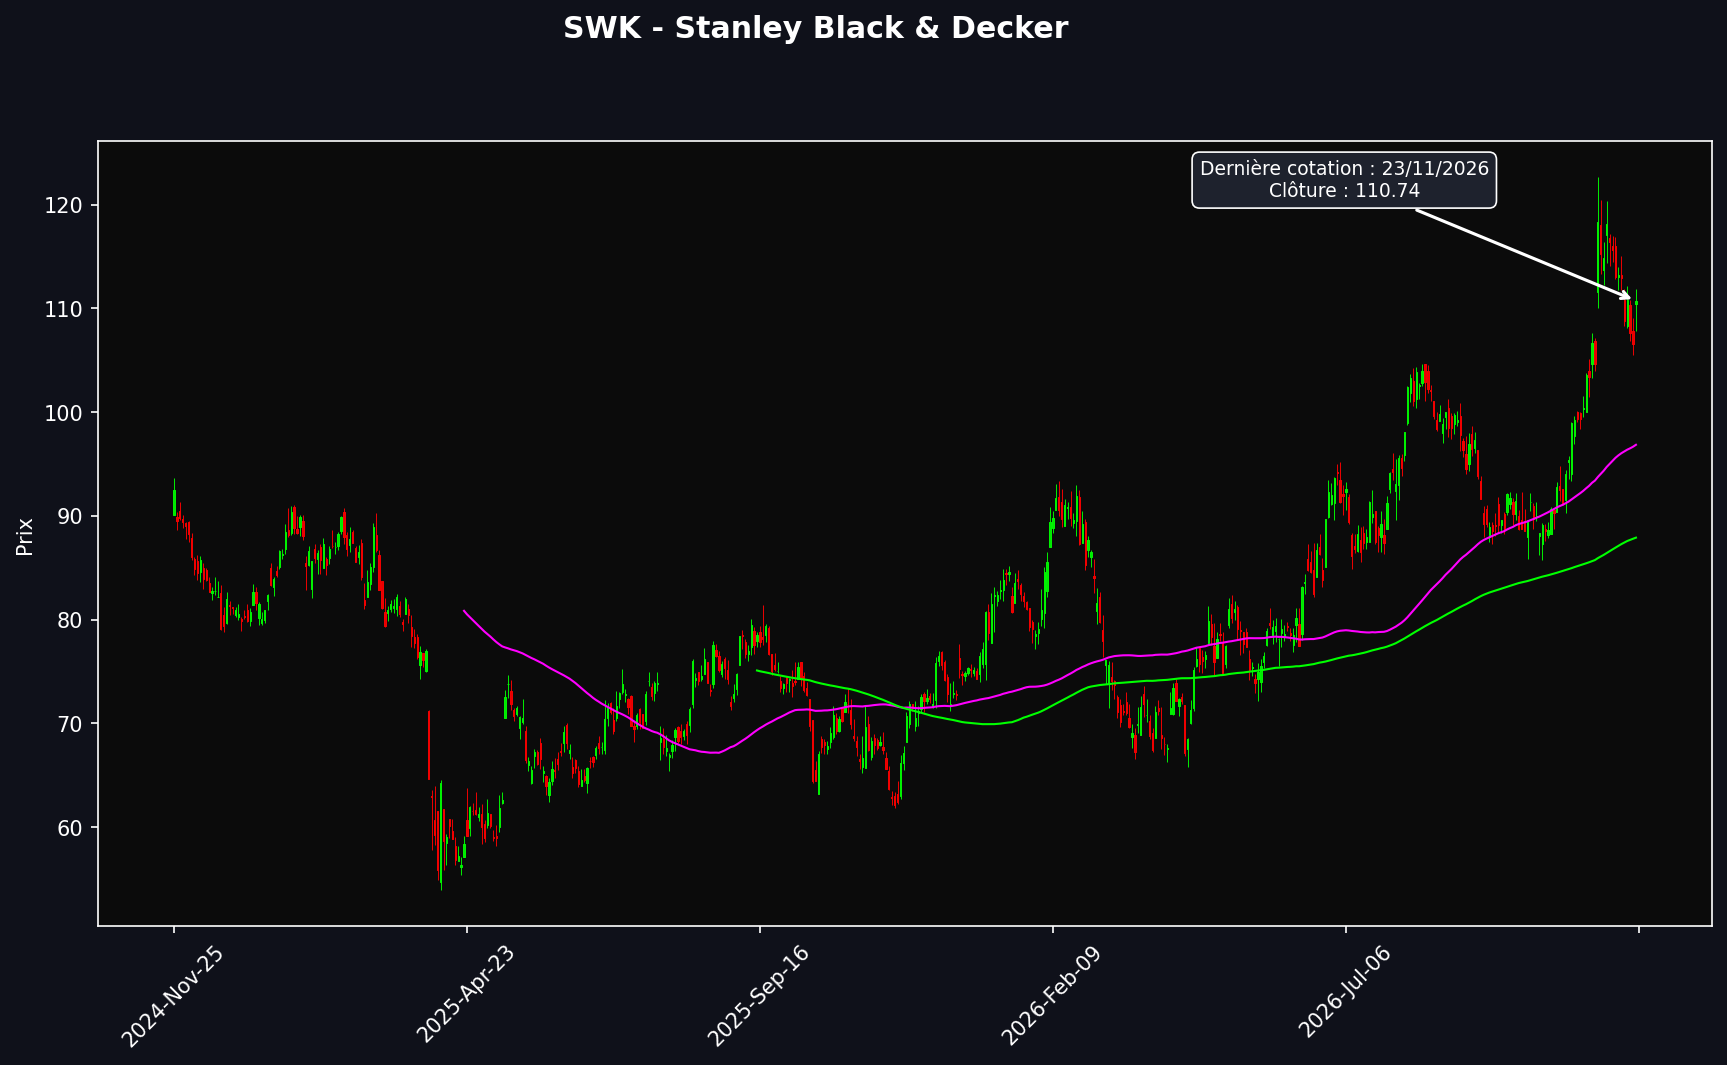 SWK - Stanley Black & Decker
Dernière cotation : 23/11/2026
Clôture : 110.74
Prix
120
110
100
90
80
70
60
2024-Nov-25
2025-Apr-23
2025-Sep-16
2026-Feb-09
2026-Jul-06